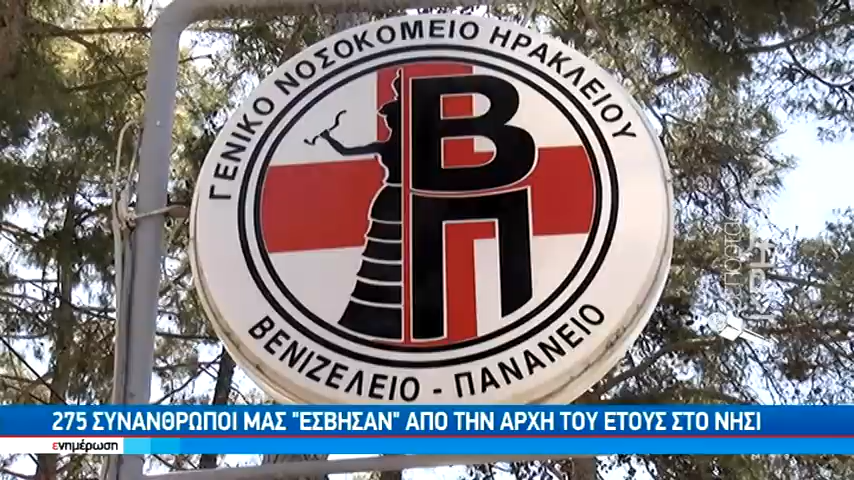 ΓΕΝΙΚΟ ΝΟΣΟΚΟΜΕΙΟ ΗΡΑΚΛΕΙΟΥ
ΒΠ
ΒΕΝΙΖΕΛΕΙΟ - ΠΑΝΑΝΕΙΟ
275 ΣΥΝΑΝΘΡΩΠΟΙ ΜΑΣ "ΕΣΒΗΣΑΝ" ΑΠΟ ΤΗΝ ΑΡΧΗ ΤΟΥ ΕΤΟΥΣ ΣΤΟ ΝΗΣΙ
ενημέρωση